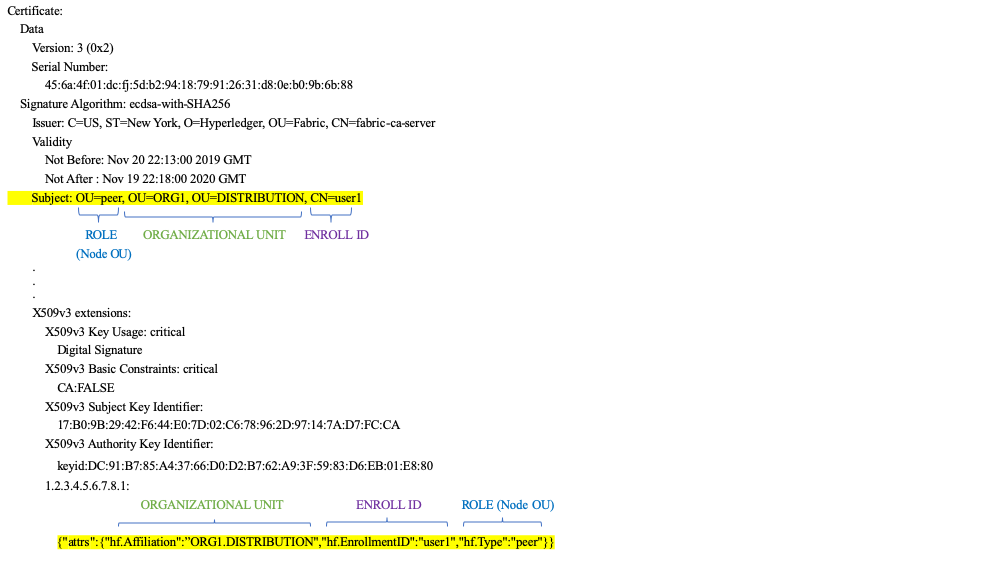 Certificate:
Data
Version: 3 (0x2)
Serial Number:
45:6a:4f:01:dc:fj:5d:b2:94:18:79:91:26:31:d8:0e:b0:9b:6b:88
Signature Algorithm: ecdsa-with-SHA256
Issuer: C=US, ST=New York, O=Hyperledger, OU=Fabric, CN=fabric-ca-server
Validity
Not Before: Nov 20 22:13:00 2019 GMT
Not After : Nov 19 22:18:00 2020 GMT
Subject: OU=peer, OU=ORG1, OU=DISTRIBUTION, CN=user1
ROLE ORGANIZATIONAL UNIT ENROLL ID
(Node OU)
.
.
.
X509v3 extensions:
X509v3 Key Usage: critical
Digital Signature
X509v3 Basic Constraints: critical
CA:FALSE
X509v3 Subject Key Identifier:
17:B0:9B:29:42:F6:44:E0:7D:02:C6:78:96:2D:97:14:7A:D7:FC:CA
X509v3 Authority Key Identifier:
keyid:DC:91:B7:85:A4:37:66:D0:D2:B7:62:A9:3F:59:83:D6:EB:01:E8:80
1.2.3.4.5.6.7.8.1:
ORGANIZATIONAL UNIT ENROLL ID ROLE (Node OU)
{"attrs":{"hf.Affiliation":”ORG1.DISTRIBUTION","hf.EnrollmentID":"user1","hf.Type":"peer"}}